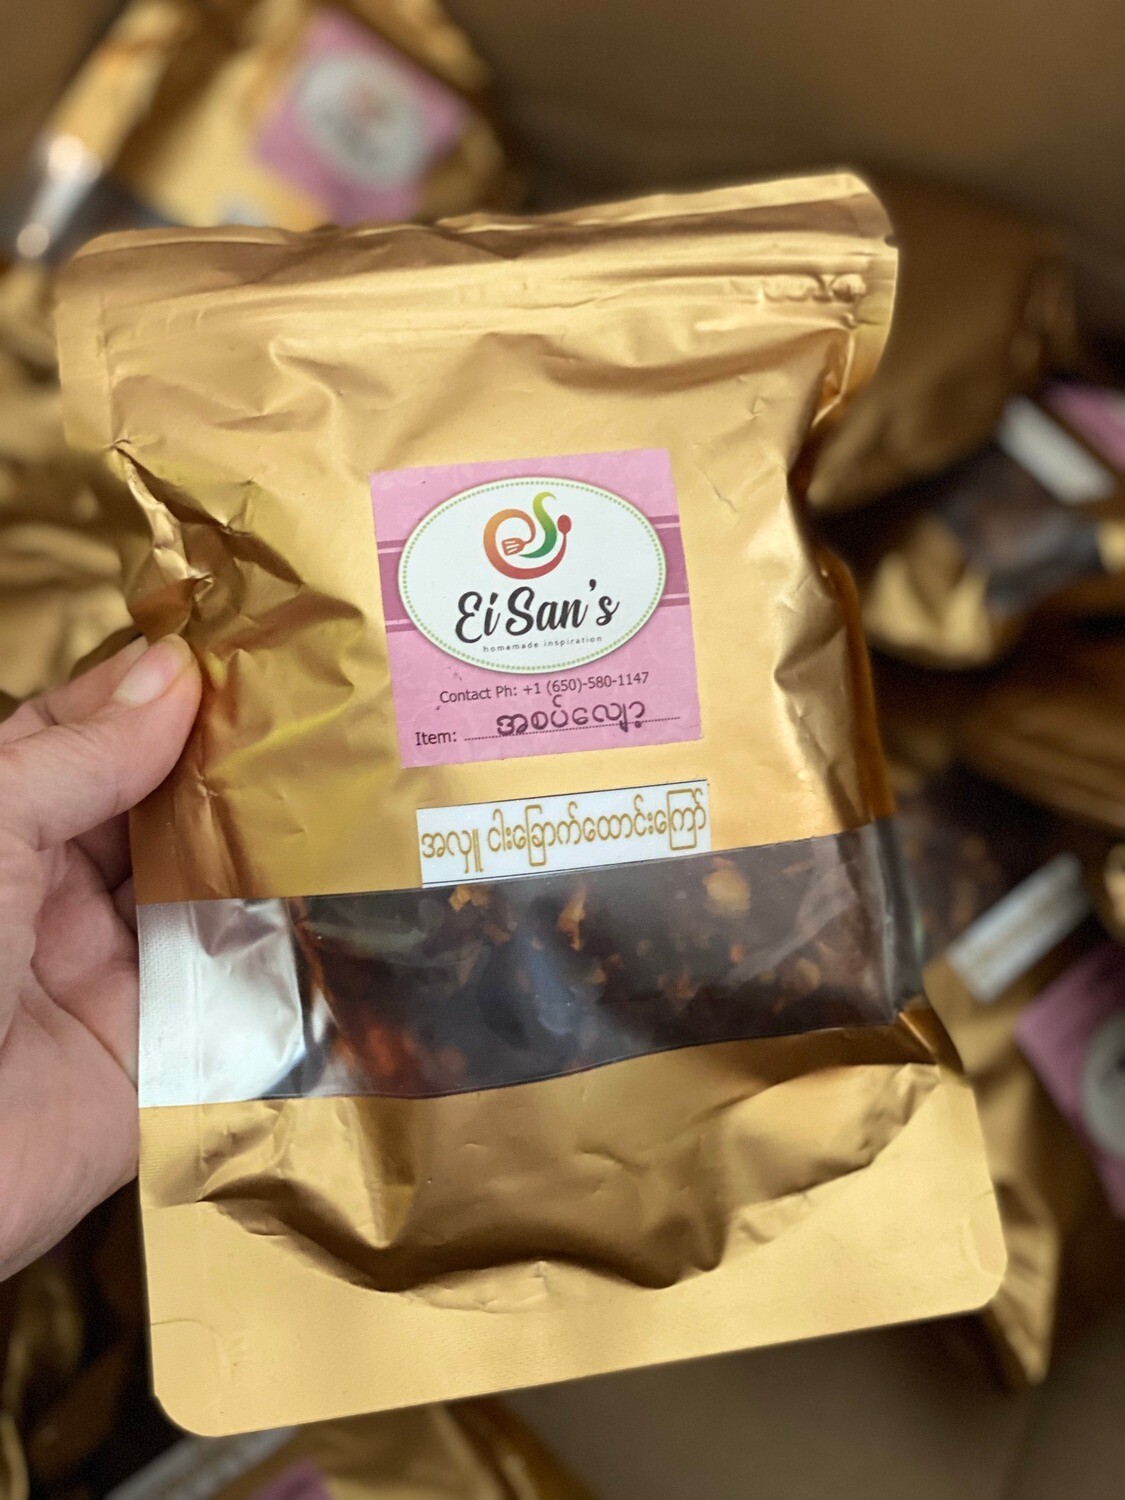 Ei San's
homemade inspiration
Contact Ph: +1 (650)-580-1147
Item: အစပ်လျော့
အလှူ ငါးခြောက်ထောင်းကြော်